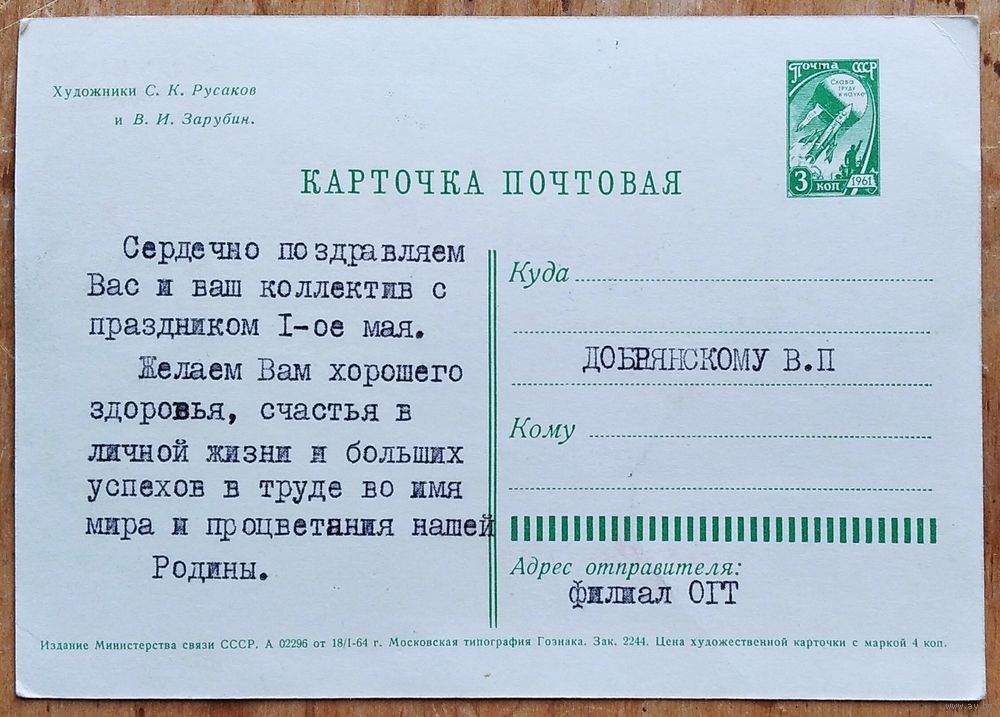 Художники С. К. Русаков
и В. И. Зарубин.
Почта СССР
Слава
труду
и науке
3 коп
1961
КАРТОЧКА ПОЧТОВАЯ
Сердечно поздравляем
Вас и ваш коллектив с
праздником I-ое мая.
Желаем Вам хорошего
здоровья, счастья в
личной жизни и больших
успехов в труде во имя
мира и процветания нашей
Родины.
Куда
ДОБРЯНСКОМУ В.П
Кому
Адрес отправителя:
филиал ОГТ
Издание Министерства связи СССР. А 02296 от 18/I-64 г. Московская типография Гознака. Зак. 2244. Цена художественной карточки с маркой 4 коп.